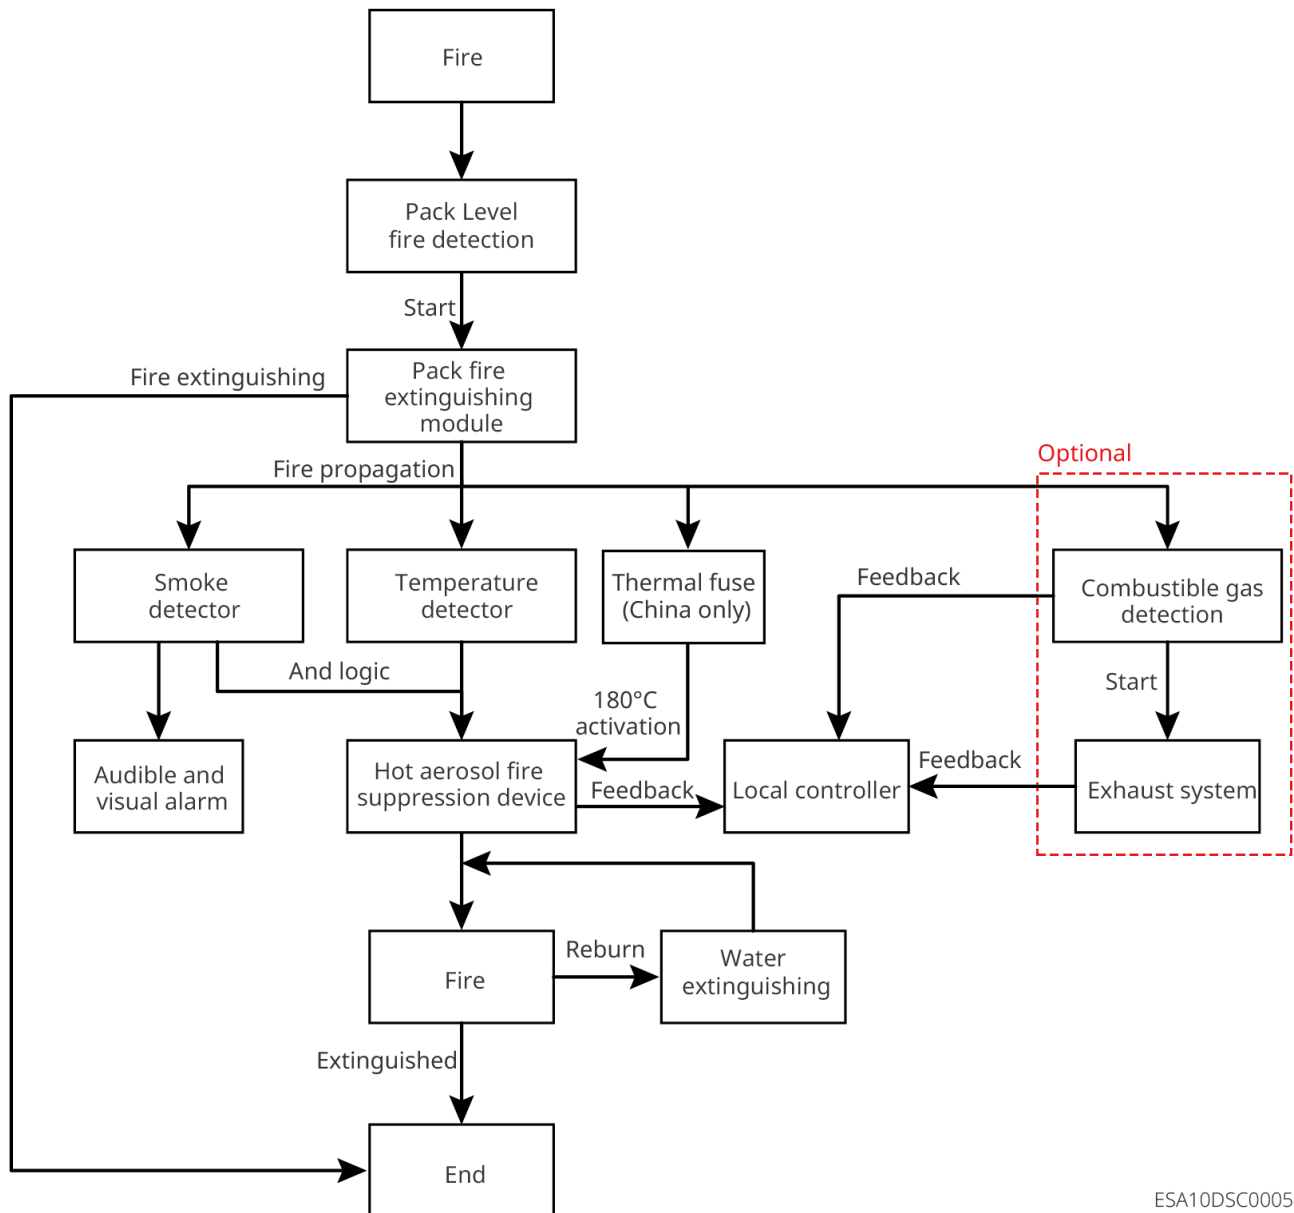 Fire
Pack Level
fire detection
Start
Fire extinguishing
Pack fire
extinguishing
module
Fire propagation
Optional
Smoke
detector
Temperature
detector
Thermal fuse
(China only)
Feedback
Combustible gas
detection
And logic
180°C
activation
Start
Audible and
visual alarm
Hot aerosol fire
suppression device
Feedback
Local controller
Feedback
Exhaust system
Fire
Reburn
Water
extinguishing
Extinguished
End
ESA10DSC0005